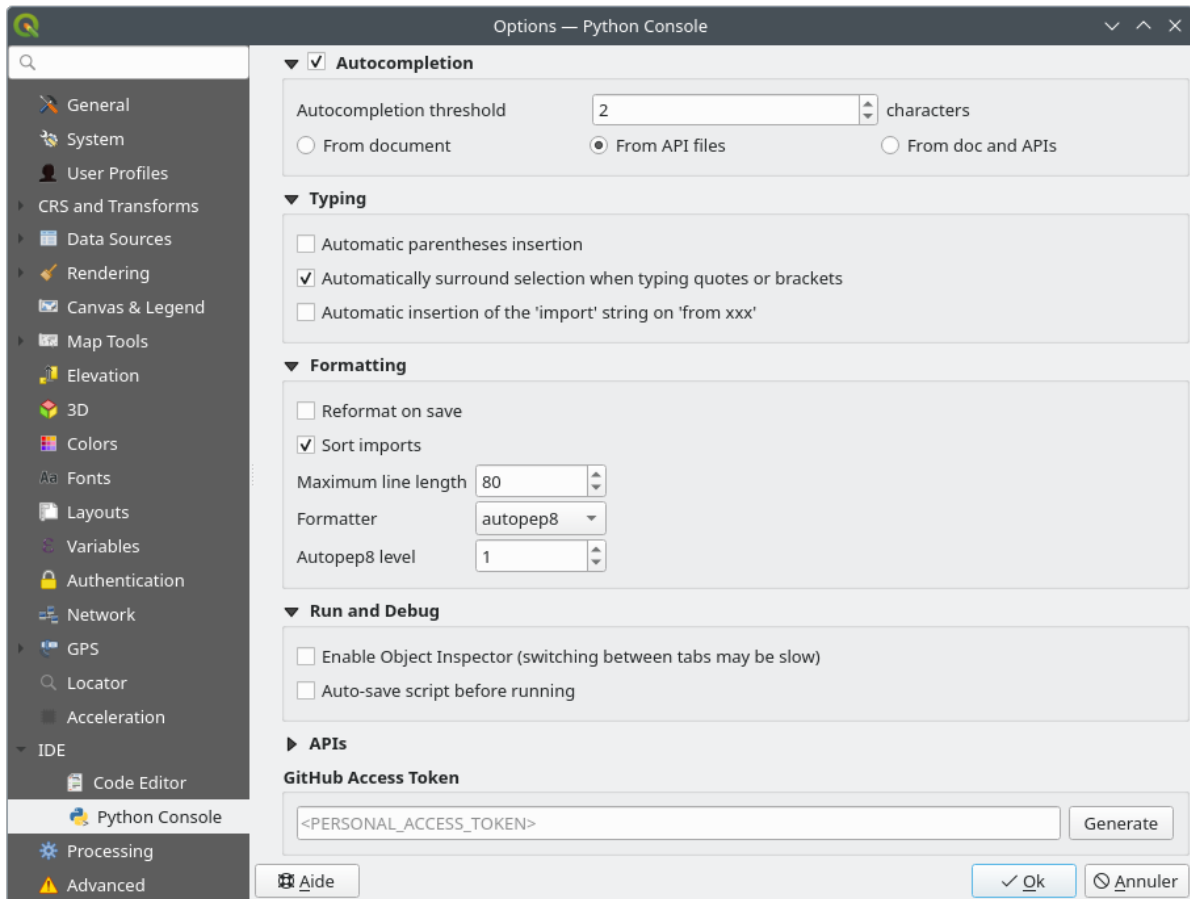 Options — Python Console
General
System
User Profiles
CRS and Transforms
Data Sources
Rendering
Canvas & Legend
Map Tools
Elevation
3D
Colors
Aa Fonts
Layouts
Variables
Authentication
Network
GPS
Locator
Acceleration
IDE
Code Editor
Python Console
Processing
Advanced
Autocompletion
Autocompletion threshold 2 characters
From document From API files From doc and APIs
Typing
Automatic parentheses insertion
Automatically surround selection when typing quotes or brackets
Automatic insertion of the 'import' string on 'from xxx'
Formatting
Reformat on save
Sort imports
Maximum line length 80
Formatter autopep8
Autopep8 level 1
Run and Debug
Enable Object Inspector (switching between tabs may be slow)
Auto-save script before running
APIs
GitHub Access Token
<PERSONAL_ACCESS_TOKEN> Generate
Aide Ok Annuler